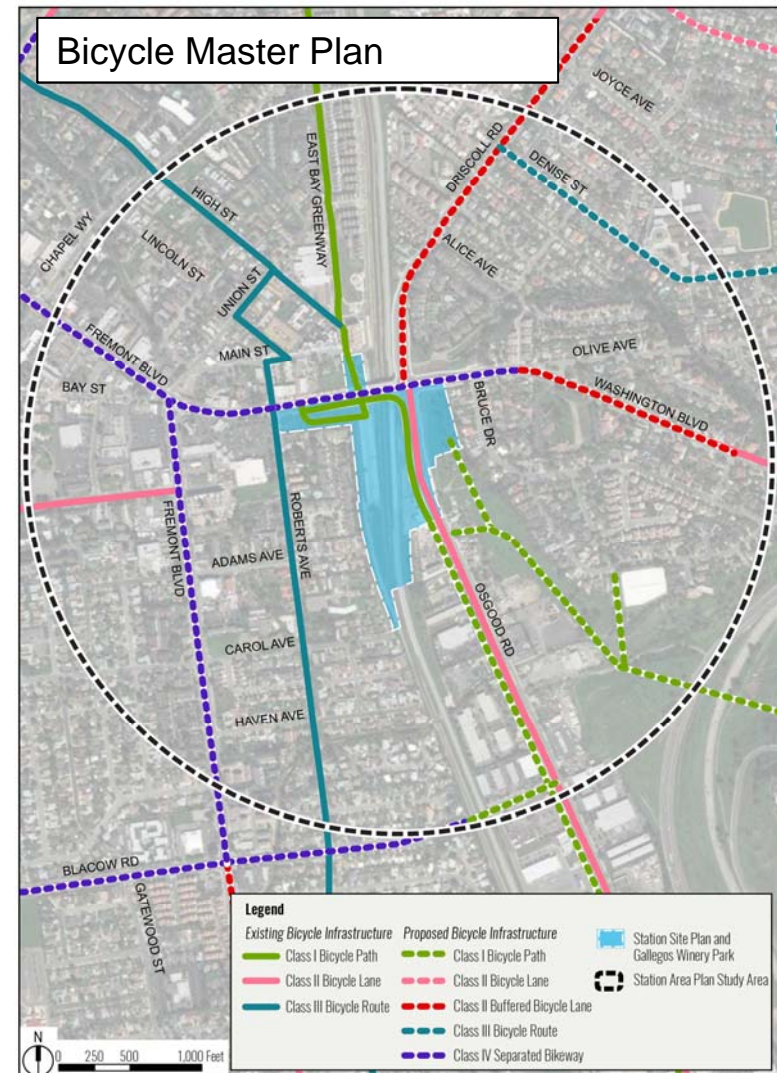 Bicycle Master Plan
JOYCE AVE
EAST BAY GREENWAY
DRISCOLL RD
DENISE ST
HIGH ST
CHAPEL WY
LINCOLN ST
UNION ST
ALICE AVE
FREMONT BLVD
MAIN ST
OLIVE AVE
BAY ST
BRUCE DR
WASHINGTON BLVD
FREMONT BLVD
ROBERTS AVE
ADAMS AVE
OSGOOD RD
CAROL AVE
HAVEN AVE
BLACOW RD
GATEWOOD ST
Legend
Existing Bicycle Infrastructure
Class I Bicycle Path
Class II Bicycle Lane
Class III Bicycle Route
Proposed Bicycle Infrastructure
Class I Bicycle Path
Class II Bicycle Lane
Class II Buffered Bicycle Lane
Class III Bicycle Route
Class IV Separated Bikeway
Station Site Plan and
Gallegos Winery Park
Station Area Plan Study Area
N
0 250 500 1,000 Feet